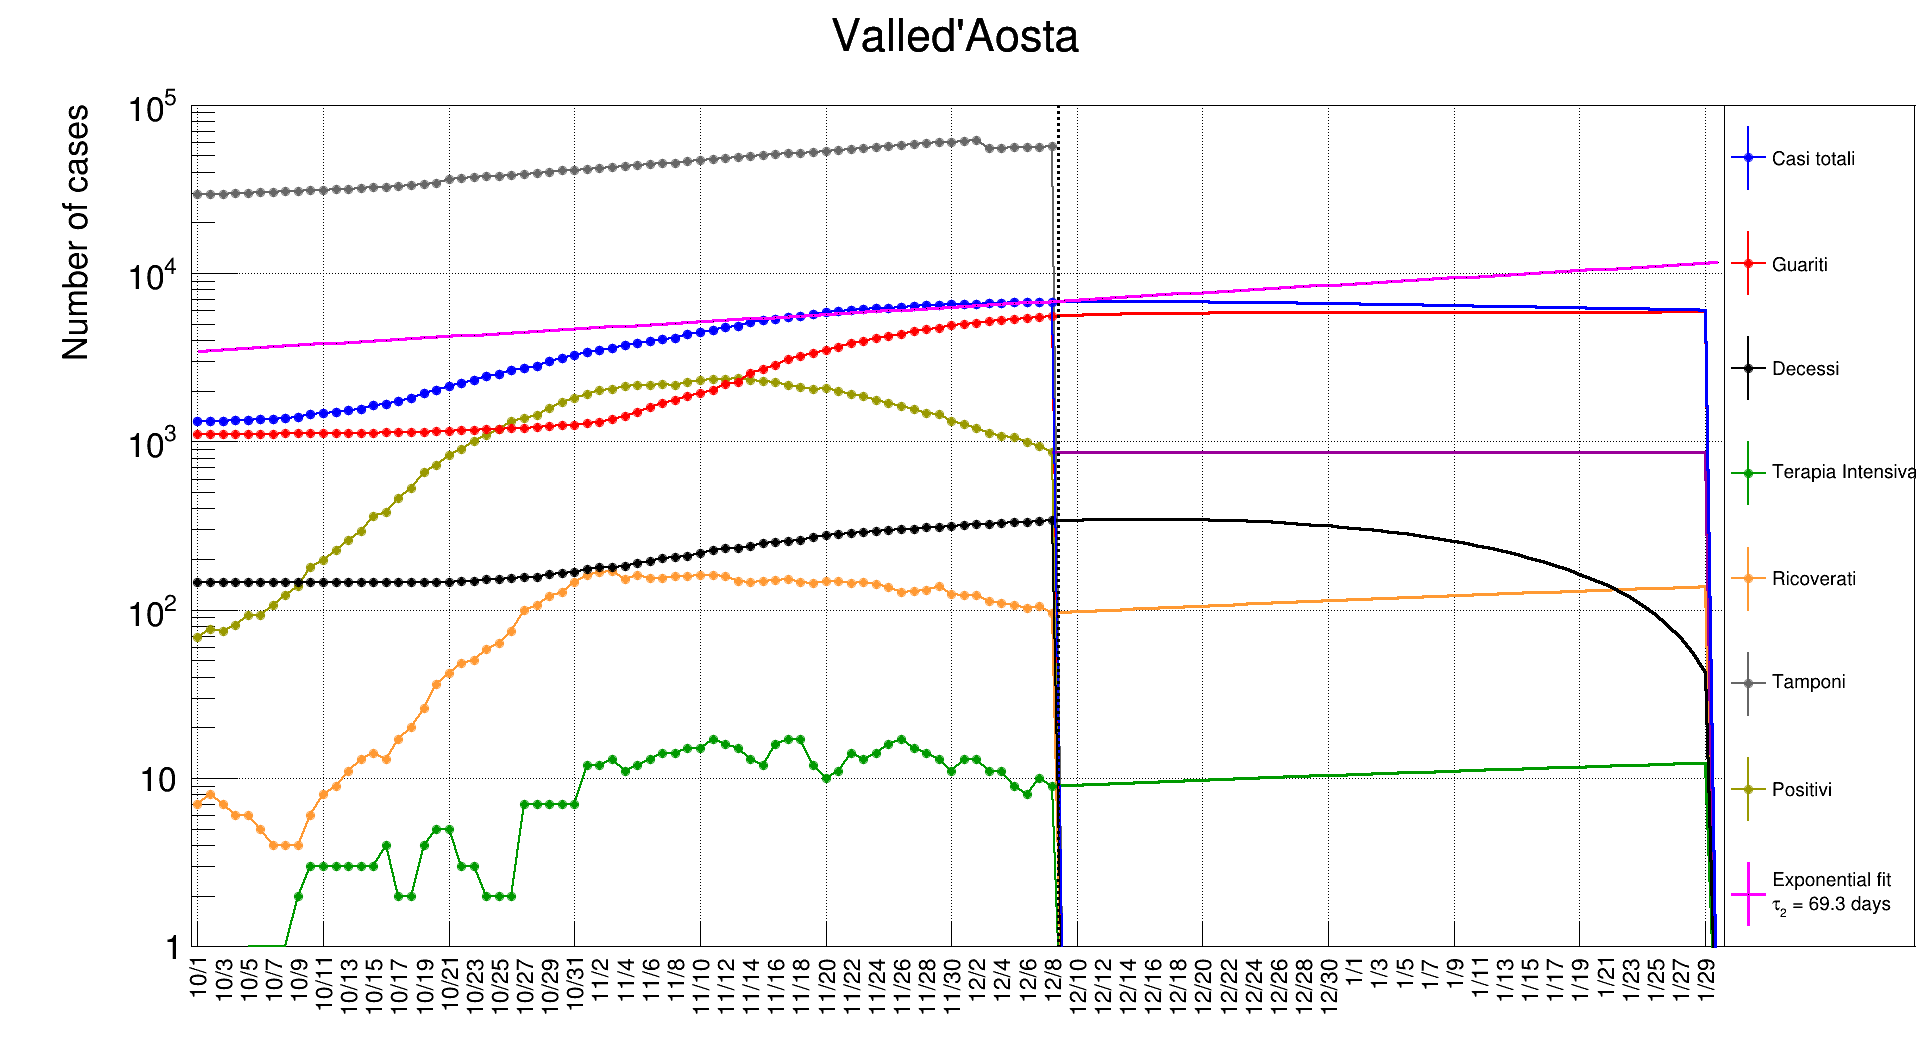 Valled'Aosta
Number of cases
10^5
10^4
10^3
10^2
10
1
10/1 10/3 10/5 10/7 10/9 10/11 10/13 10/15 10/17 10/19 10/21 10/23 10/25 10/27 10/29 10/31 11/2 11/4 11/6 11/8 11/10 11/12 11/14 11/16 11/18 11/20 11/22 11/24 11/26 11/28 11/30 12/2 12/4 12/6 12/8 12/10 12/12 12/14 12/16 12/18 12/20 12/22 12/24 12/26 12/28 12/30 1/1 1/3 1/5 1/7 1/9 1/11 1/13 1/15 1/17 1/19 1/21 1/23 1/25 1/27 1/29
Casi totali
Guariti
Decessi
Terapia Intensiva
Ricoverati
Tamponi
Positivi
Exponential fit
τ₂ = 69.3 days